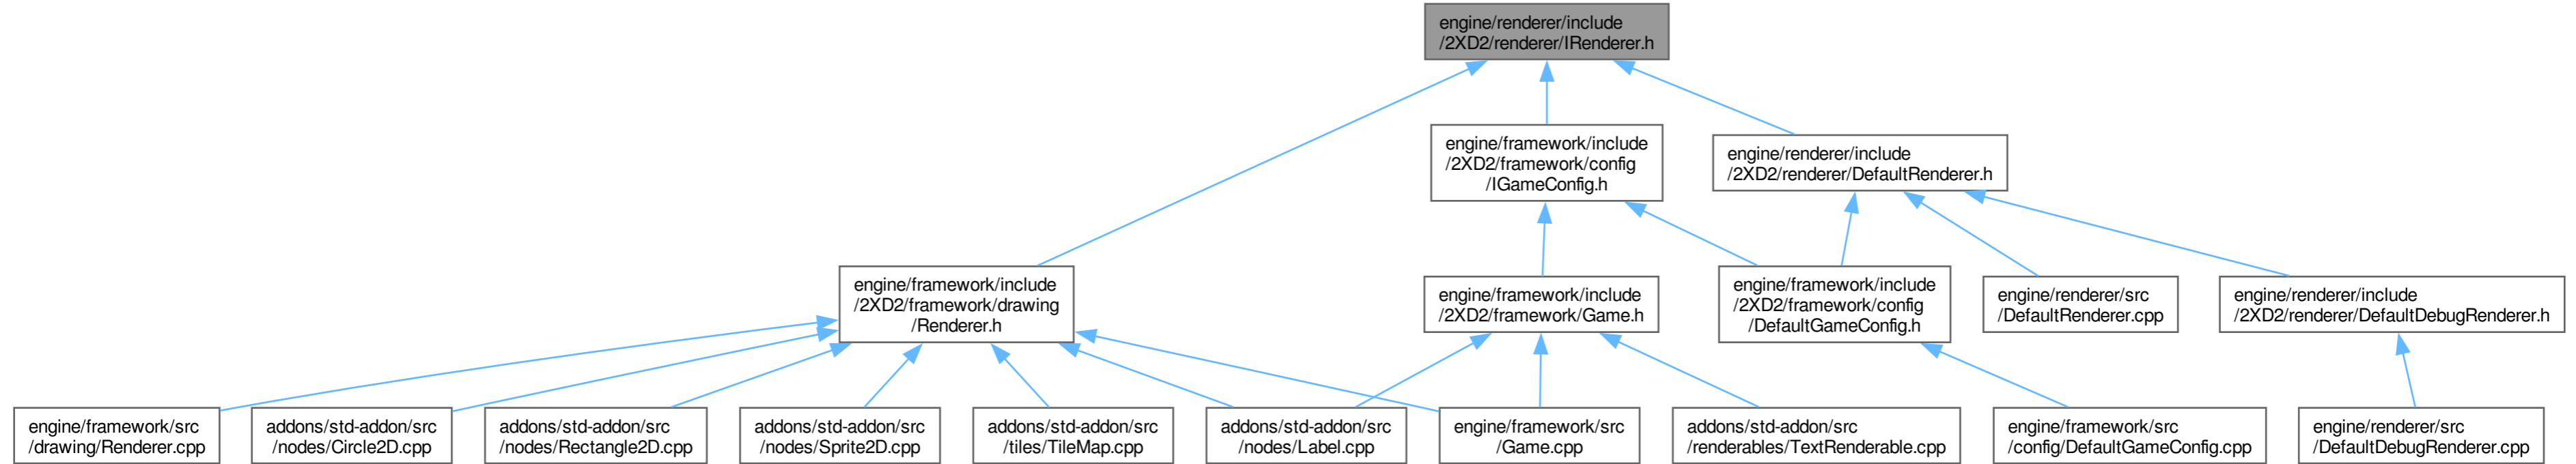 engine/renderer/include
/2XD2/renderer/IRenderer.h
engine/framework/include
/2XD2/framework/config
/IGameConfig.h
engine/renderer/include
/2XD2/renderer/DefaultRenderer.h
engine/framework/include
/2XD2/framework/drawing
/Renderer.h
engine/framework/include
/2XD2/framework/Game.h
engine/framework/include
/2XD2/framework/config
/DefaultGameConfig.h
engine/renderer/src
/DefaultRenderer.cpp
engine/renderer/include
/2XD2/renderer/DefaultDebugRenderer.h
engine/framework/src
/drawing/Renderer.cpp
addons/std-addon/src
/nodes/Circle2D.cpp
addons/std-addon/src
/nodes/Rectangle2D.cpp
addons/std-addon/src
/nodes/Sprite2D.cpp
addons/std-addon/src
/tiles/TileMap.cpp
addons/std-addon/src
/nodes/Label.cpp
engine/framework/src
/Game.cpp
addons/std-addon/src
/renderables/TextRenderable.cpp
engine/framework/src
/config/DefaultGameConfig.cpp
engine/renderer/src
/DefaultDebugRenderer.cpp